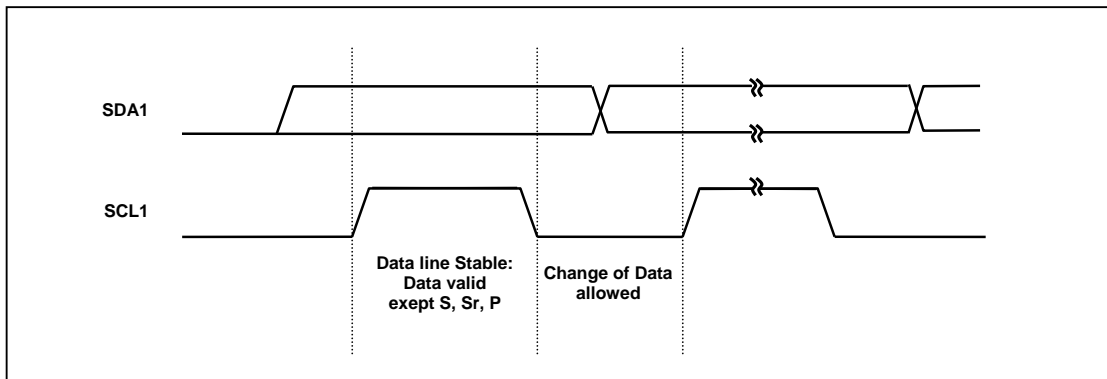 SDA1
SCL1
Data line Stable:
Data valid
exept S, Sr, P
Change of Data
allowed